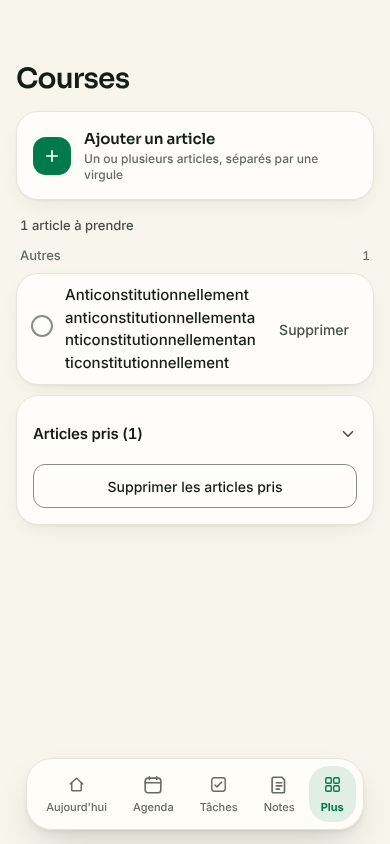 Courses
Ajouter un article
Un ou plusieurs articles, séparés par une
virgule
1 article à prendre
Autres
1
Anticonstitutionnellement
anticonstitutionnellementa
nticonstitutionnellementan
ticonstitutionnellement
Supprimer
Articles pris (1)
Supprimer les articles pris
Aujourd'hui
Agenda
Tâches
Notes
Plus